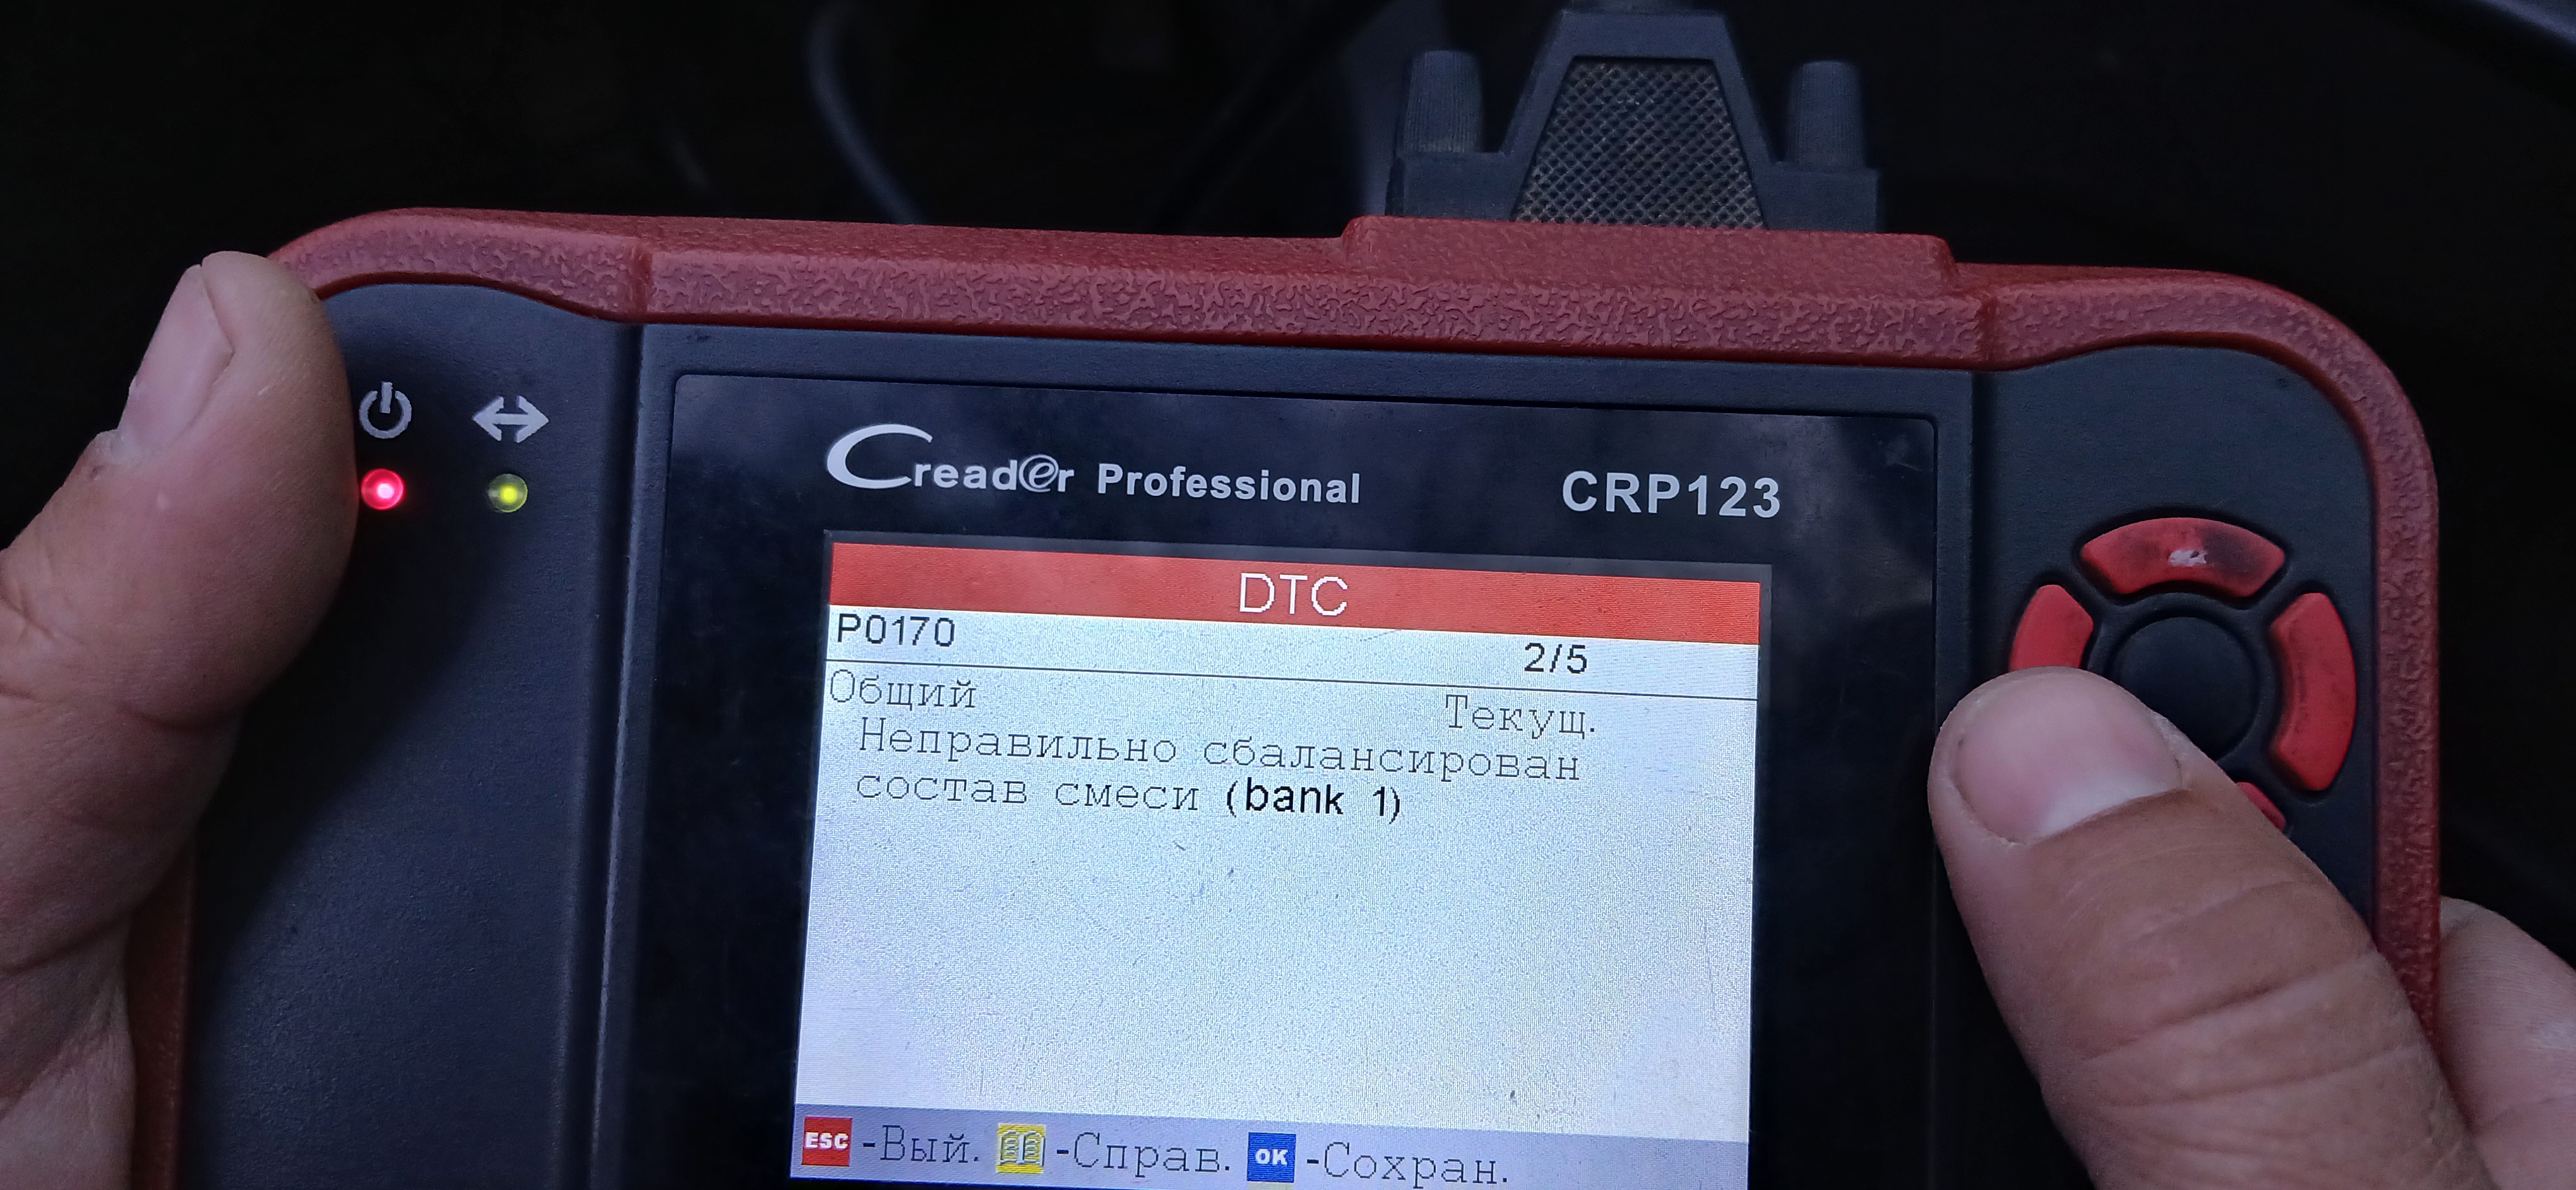 Creader Professional CRP123
DTC
P0170 2/5
Общий Текущ.
Неправильно сбалансирован
состав смеси (bank 1)
ESC -Вый. -Справ. OK -Сохран.